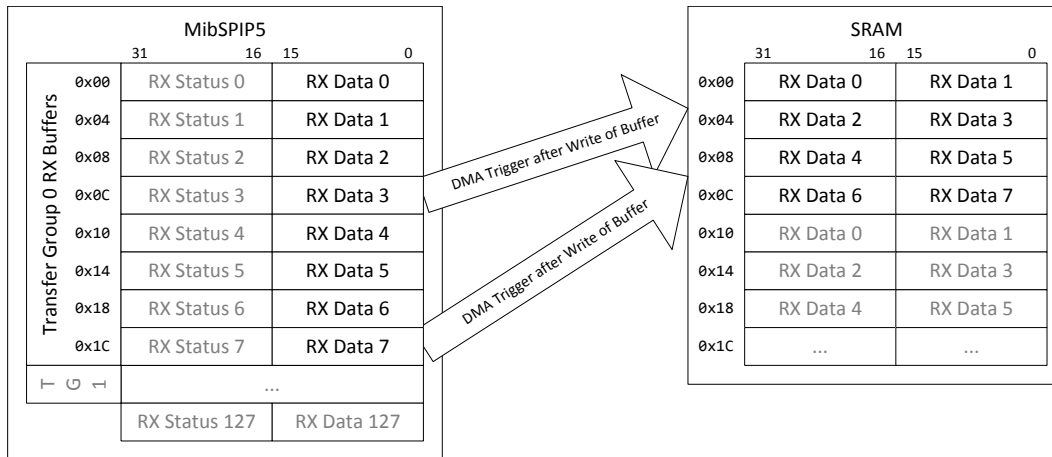 MibSPIP5
31 16 15 0
Transfer Group 0 RX Buffers
0x00 RX Status 0 RX Data 0
0x04 RX Status 1 RX Data 1
0x08 RX Status 2 RX Data 2
0x0C RX Status 3 RX Data 3
0x10 RX Status 4 RX Data 4
0x14 RX Status 5 RX Data 5
0x18 RX Status 6 RX Data 6
0x1C RX Status 7 RX Data 7
TG1 ...
RX Status 127 RX Data 127
DMA Trigger after Write of Buffer
DMA Trigger after Write of Buffer
SRAM
31 16 15 0
0x00 RX Data 0 RX Data 1
0x04 RX Data 2 RX Data 3
0x08 RX Data 4 RX Data 5
0x0C RX Data 6 RX Data 7
0x10 RX Data 0 RX Data 1
0x14 RX Data 2 RX Data 3
0x18 RX Data 4 RX Data 5
0x1C ... ...